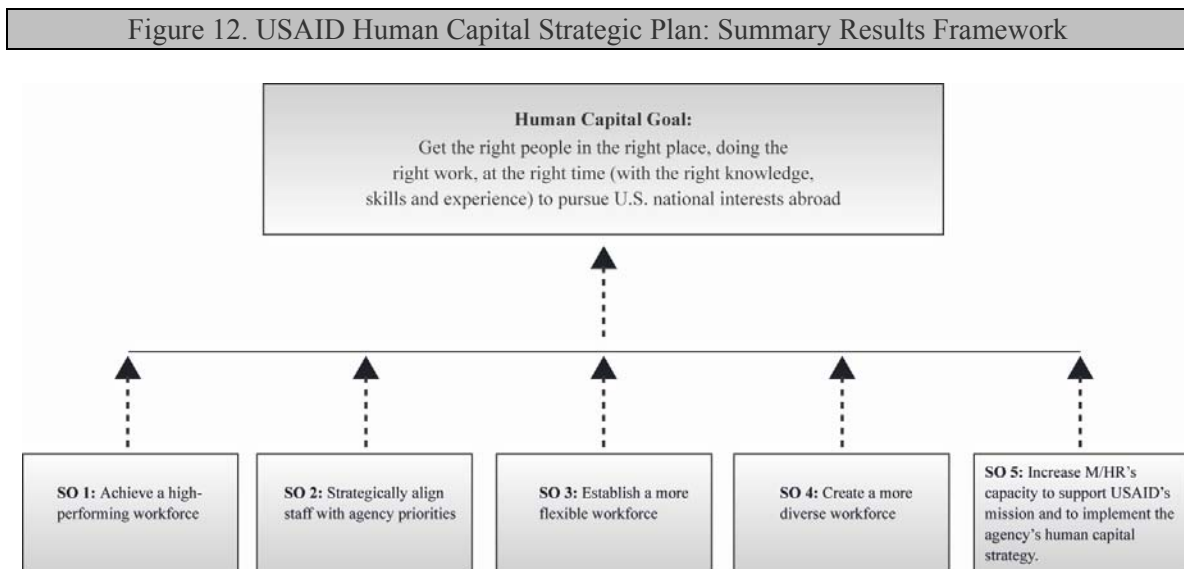 Figure 12. USAID Human Capital Strategic Plan: Summary Results Framework
Human Capital Goal:
Get the right people in the right place, doing the
right work, at the right time (with the right knowledge,
skills and experience) to pursue U.S. national interests abroad
SO 1: Achieve a high-
performing workforce
SO 2: Strategically align
staff with agency priorities
SO 3: Establish a more
flexible workforce
SO 4: Create a more
diverse workforce
SO 5: Increase M/HR's
capacity to support USAID's
mission and to implement the
agency's human capital
strategy.